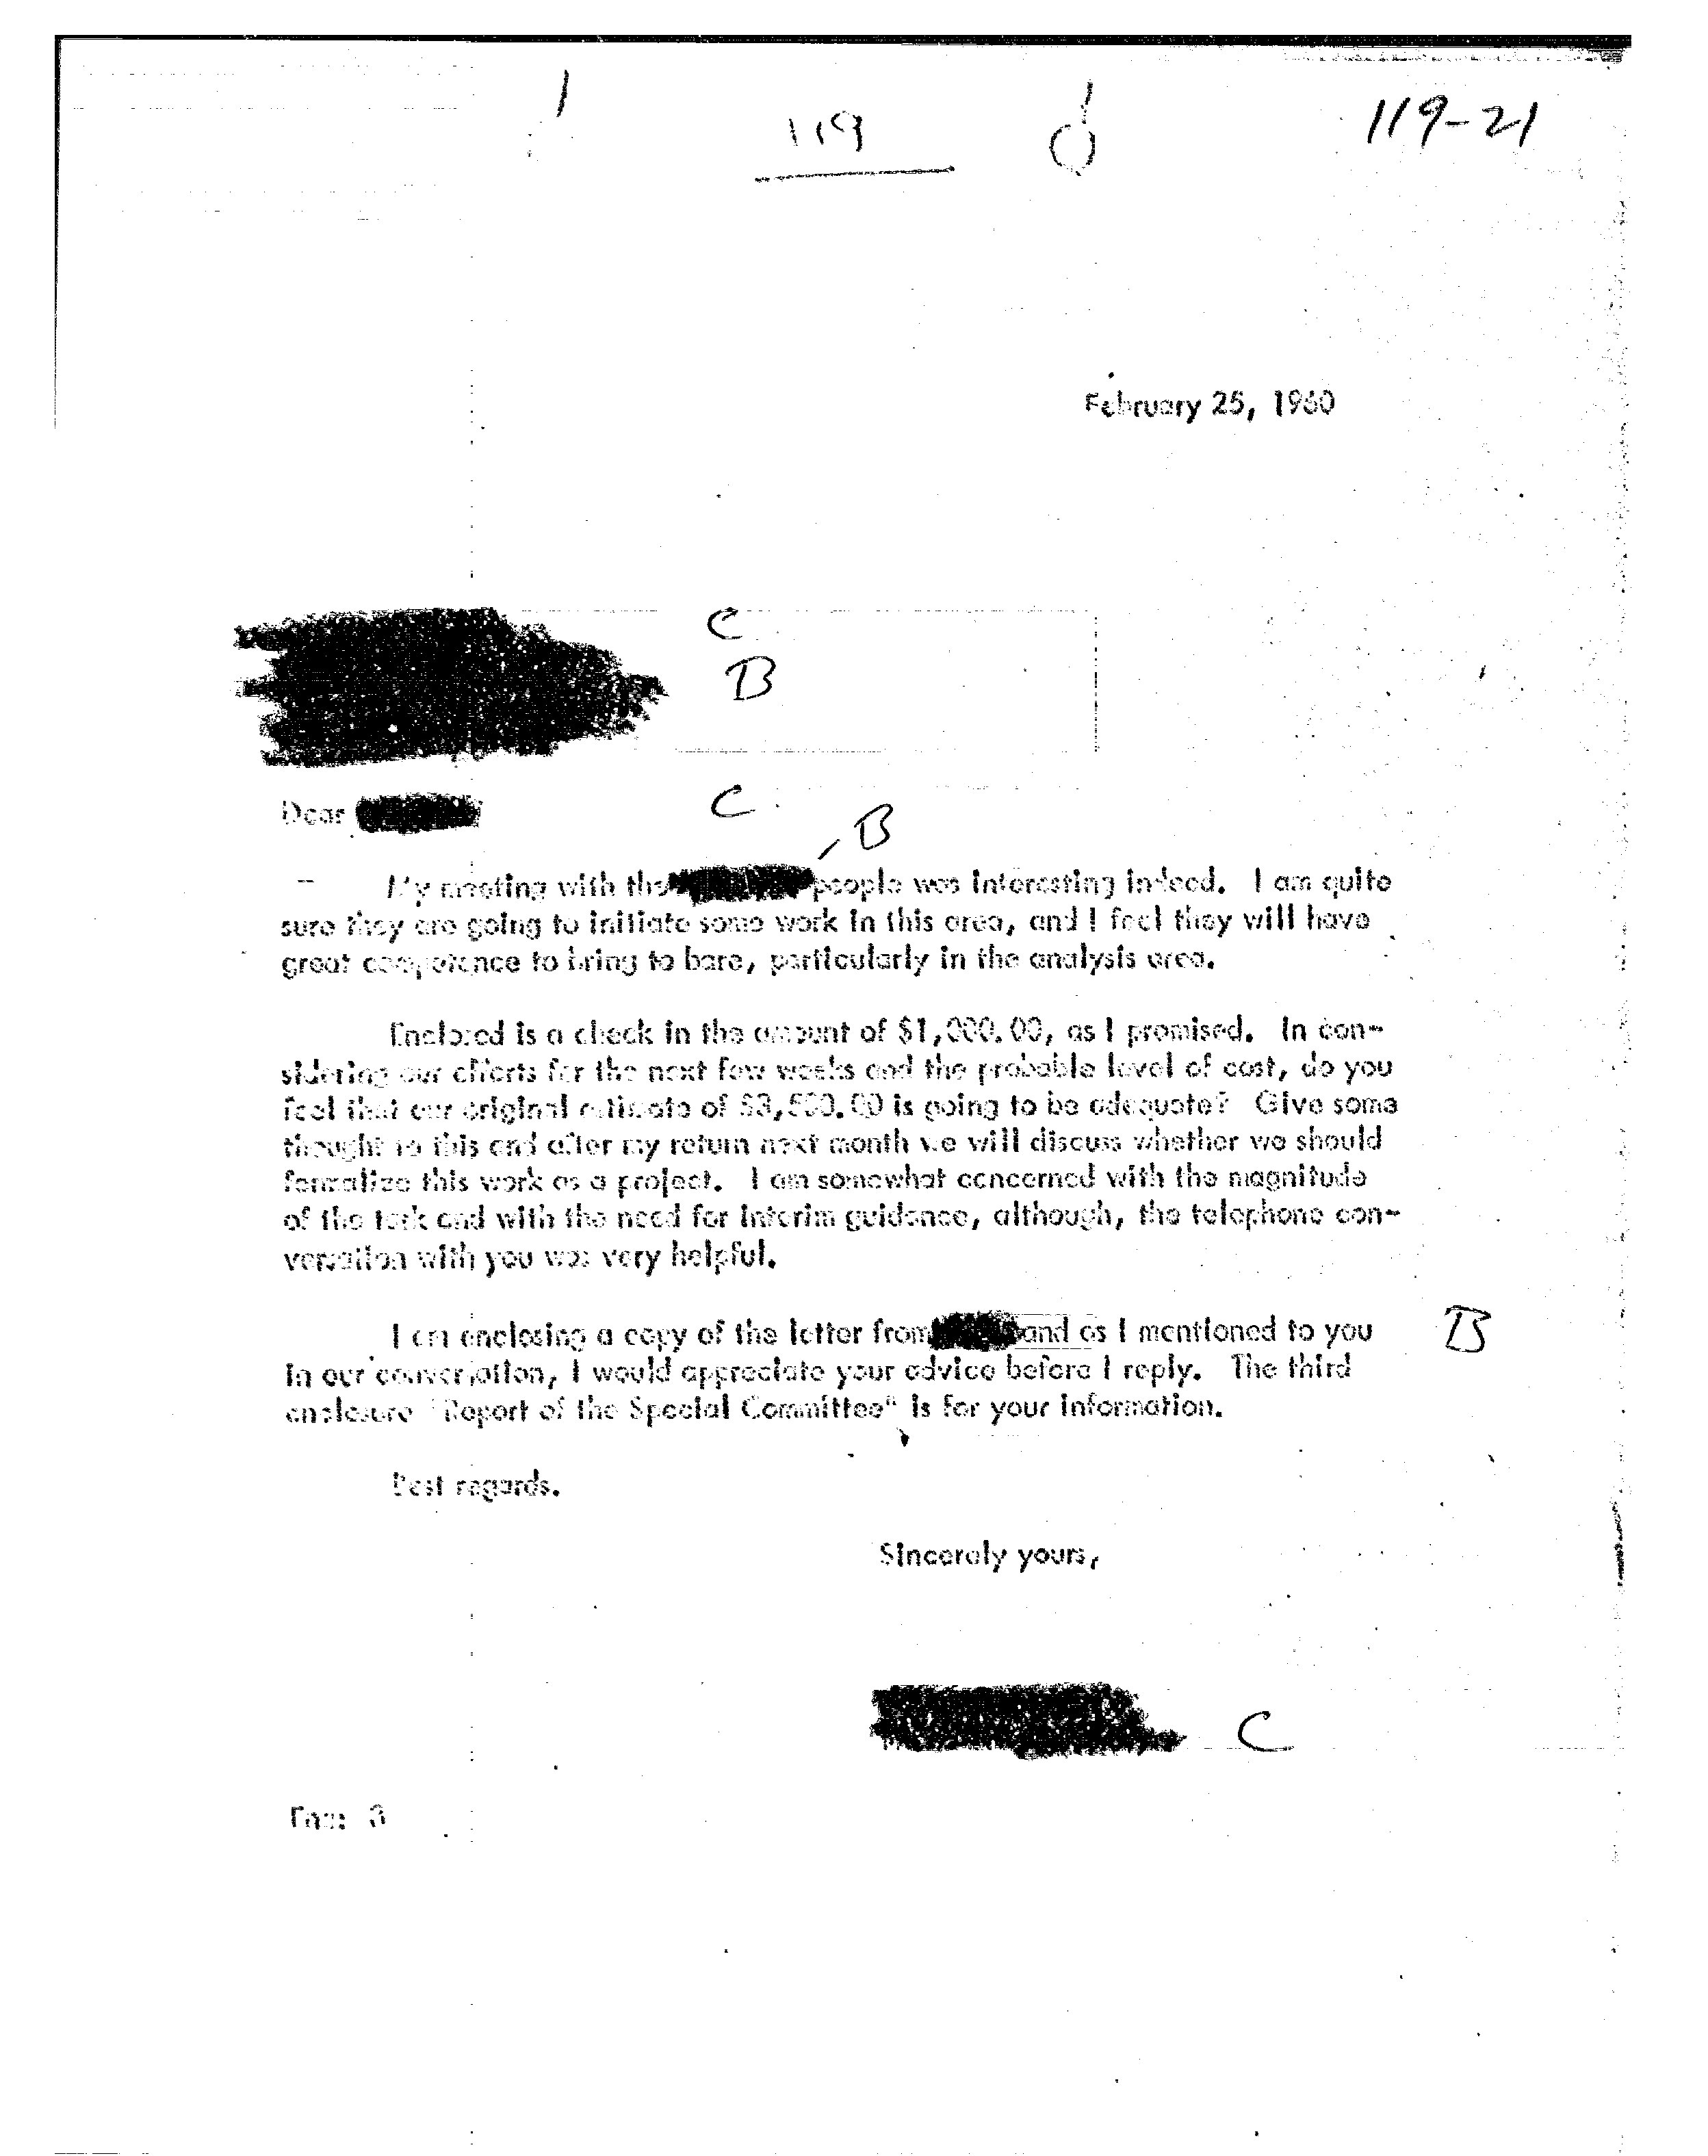 119
119-21
February 25, 1960
C
B
Dear
C
B
My meeting with the people was interesting indeed. I am quite
sure they are going to initiate some work in this area, and I feel they will have
great competence to bring to bare, particularly in the analysis area.
Enclosed is a check in the amount of $1,000.00, as I promised. In con-
sidering our efforts for the next few weeks and the probable level of cost, do you
feel that our original estimate of $3,500.00 is going to be adequate? Give some
thought to this and after my return next month we will discuss whether we should
formalize this work as a project. I am somewhat concerned with the magnitude
of the task and with the need for interim guidance, although, the telephone con-
versation with you was very helpful.
I am enclosing a copy of the letter from and as I mentioned to you
B
in our conversation, I would appreciate your advice before I reply. The third
enclosure "Report of the Special Committee" is for your information.
Best regards.
Sincerely yours,
C
Enc: 3